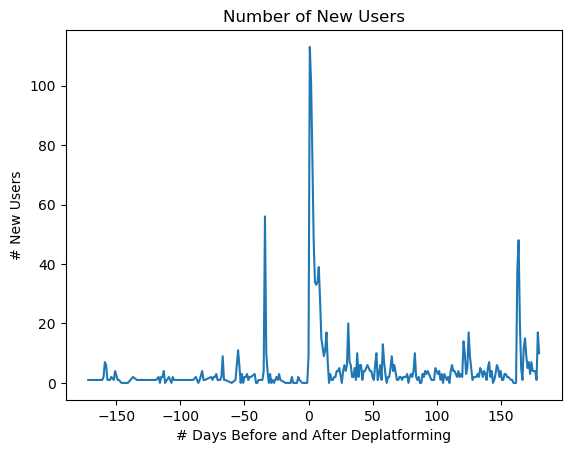 Number of New Users
# New Users
100
80
60
40
20
0
−150 −100 −50 0 50 100 150
# Days Before and After Deplatforming